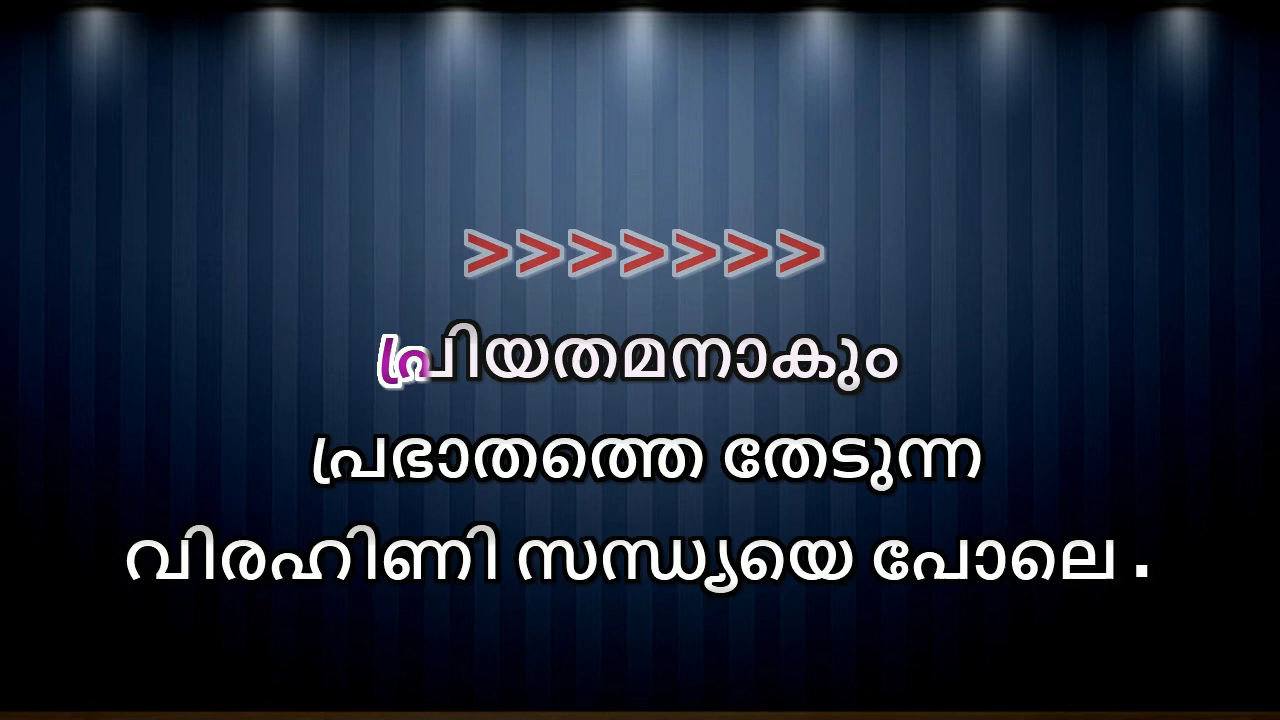 >>>>>>>
പ്രിയതമനാകും
പ്രഭാതത്തെ തേടുന്ന
വിരഹിണി സന്ധ്യയെ പോലെ .